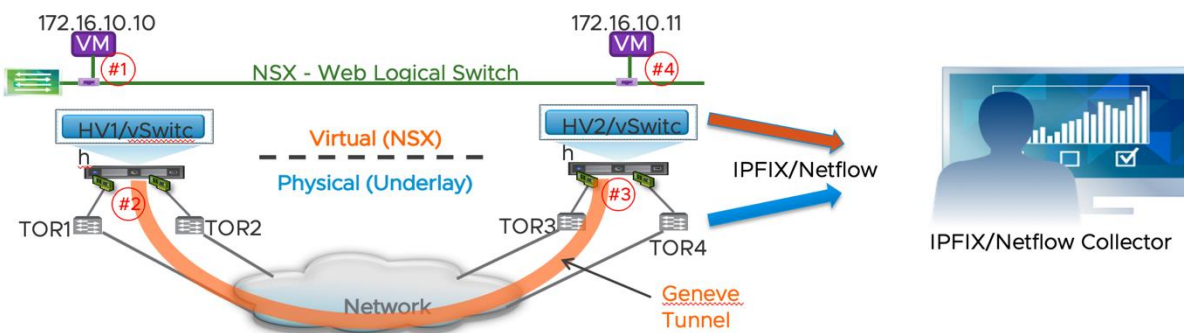 172.16.10.10
172.16.10.11
VM
#1
VM
#4
NSX - Web Logical Switch
HV1/vSwitc
h
HV2/vSwitc
h
Virtual (NSX)
Physical (Underlay)
IPFIX/Netflow
#2
#3
TOR1
TOR2
TOR3
TOR4
IPFIX/Netflow Collector
Network
Geneve
Tunnel